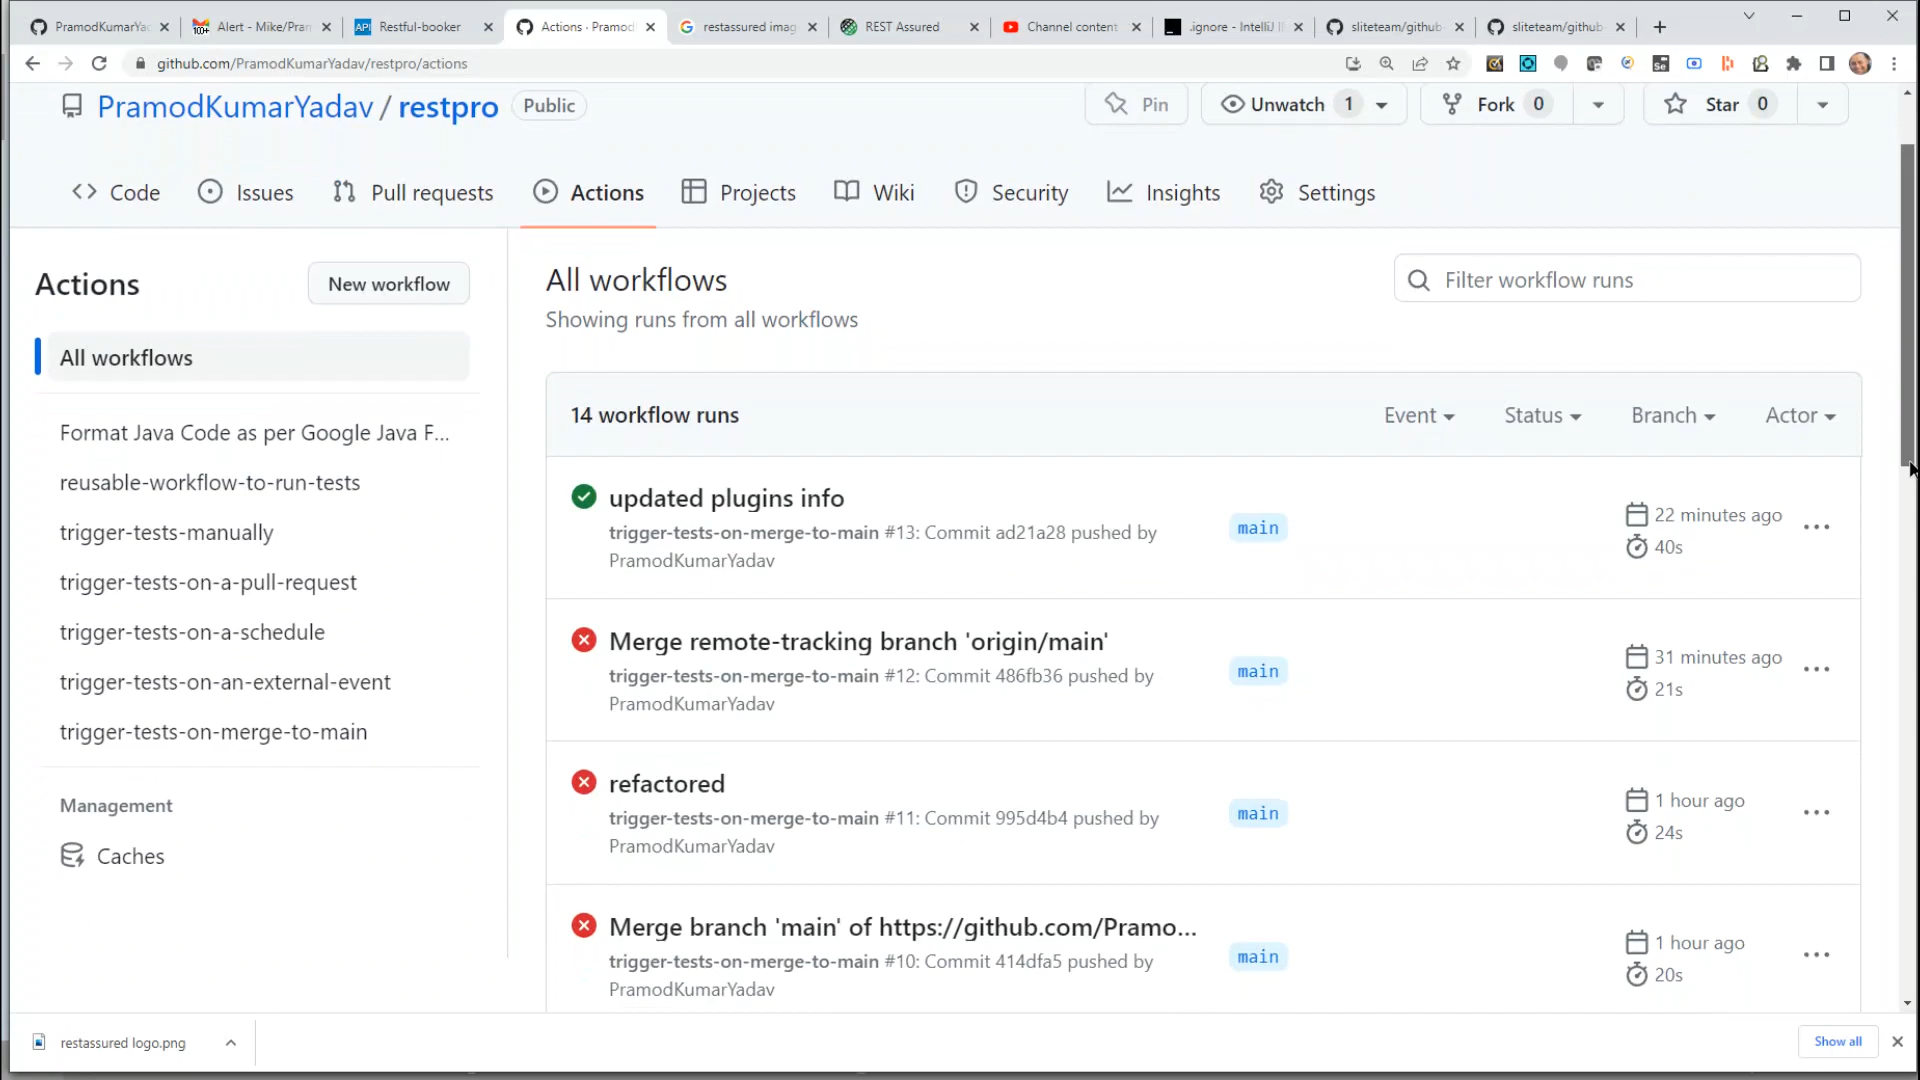 PramodKumarYa
Alert - Mike/Pran
Restful-booker
Actions · Pramod
restassured imag
REST Assured
Channel content
.ignore - IntelliJ I
sliteteam/github-
sliteteam/github-
github.com/PramodKumarYadav/restpro/actions
PramodKumarYadav / restpro Public
Pin
Unwatch 1
Fork 0
Star 0
Code
Issues
Pull requests
Actions
Projects
Wiki
Security
Insights
Settings
Actions
New workflow
All workflows
Format Java Code as per Google Java F...
reusable-workflow-to-run-tests
trigger-tests-manually
trigger-tests-on-a-pull-request
trigger-tests-on-a-schedule
trigger-tests-on-an-external-event
trigger-tests-on-merge-to-main
Management
Caches
All workflows
Showing runs from all workflows
Filter workflow runs
14 workflow runs
Event
Status
Branch
Actor
updated plugins info
trigger-tests-on-merge-to-main #13: Commit ad21a28 pushed by
PramodKumarYadav
main
22 minutes ago
40s
Merge remote-tracking branch 'origin/main'
trigger-tests-on-merge-to-main #12: Commit 486fb36 pushed by
PramodKumarYadav
main
31 minutes ago
21s
refactored
trigger-tests-on-merge-to-main #11: Commit 995d4b4 pushed by
PramodKumarYadav
main
1 hour ago
24s
Merge branch 'main' of https://github.com/Pramo...
trigger-tests-on-merge-to-main #10: Commit 414dfa5 pushed by
PramodKumarYadav
main
1 hour ago
20s
restassured logo.png
Show all